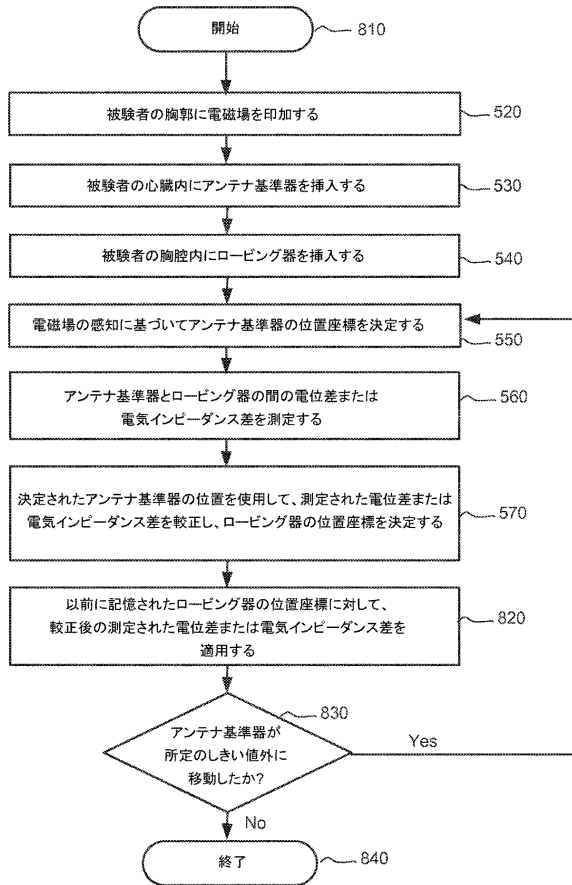 開始
810
被験者の胸郭に電磁場を印加する
520
被験者の心臓内にアンテナ基準器を挿入する
530
被験者の胸腔内にロービング器を挿入する
540
電磁場の感知に基づいてアンテナ基準器の位置座標を決定する
550
アンテナ基準器とロービング器の間の電位差または
電気インピーダンス差を測定する
560
決定されたアンテナ基準器の位置を使用して、測定された電位差または
電気インピーダンス差を較正し、ロービング器の位置座標を決定する
570
以前に記憶されたロービング器の位置座標に対して、
較正後の測定された電位差または電気インピーダンス差を
適用する
820
830
アンテナ基準器が
所定のしきい値外に
移動したか?
Yes
No
終了
840